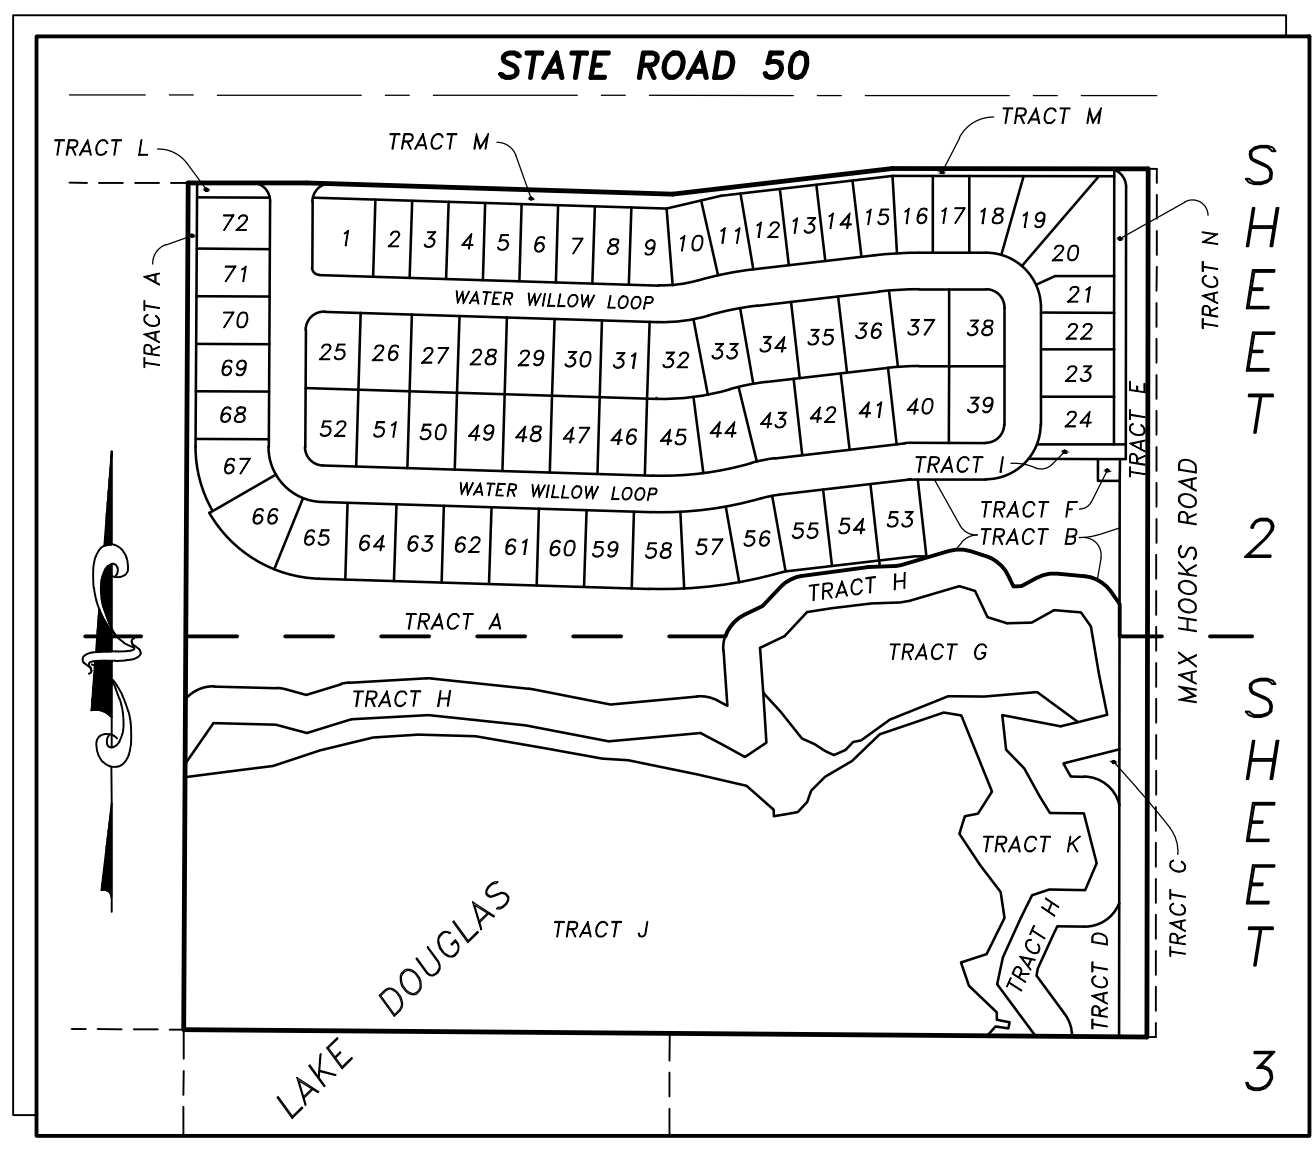 STATE ROAD 50
TRACT L
TRACT M
TRACT M
SHEET 2
TRACT A
TRACT N
72
71
70
69
68
67
66
1 2 3 4 5 6 7 8 9 10 11 12 13 14 15 16 17 18 19
20
21
22
23
24
WATER WILLOW LOOP
25 26 27 28 29 30 31 32 33 34 35 36 37 38
52 51 50 49 48 47 46 45 44 43 42 41 40 39
WATER WILLOW LOOP
65 64 63 62 61 60 59 58 57 56 55 54 53
TRACT I
TRACT E
TRACT F
TRACT B
MAX HOOKS ROAD
TRACT H
TRACT A
TRACT G
TRACT H
SHEET 3
TRACT K
TRACT C
TRACT H
TRACT D
TRACT J
LAKE DOUGLAS